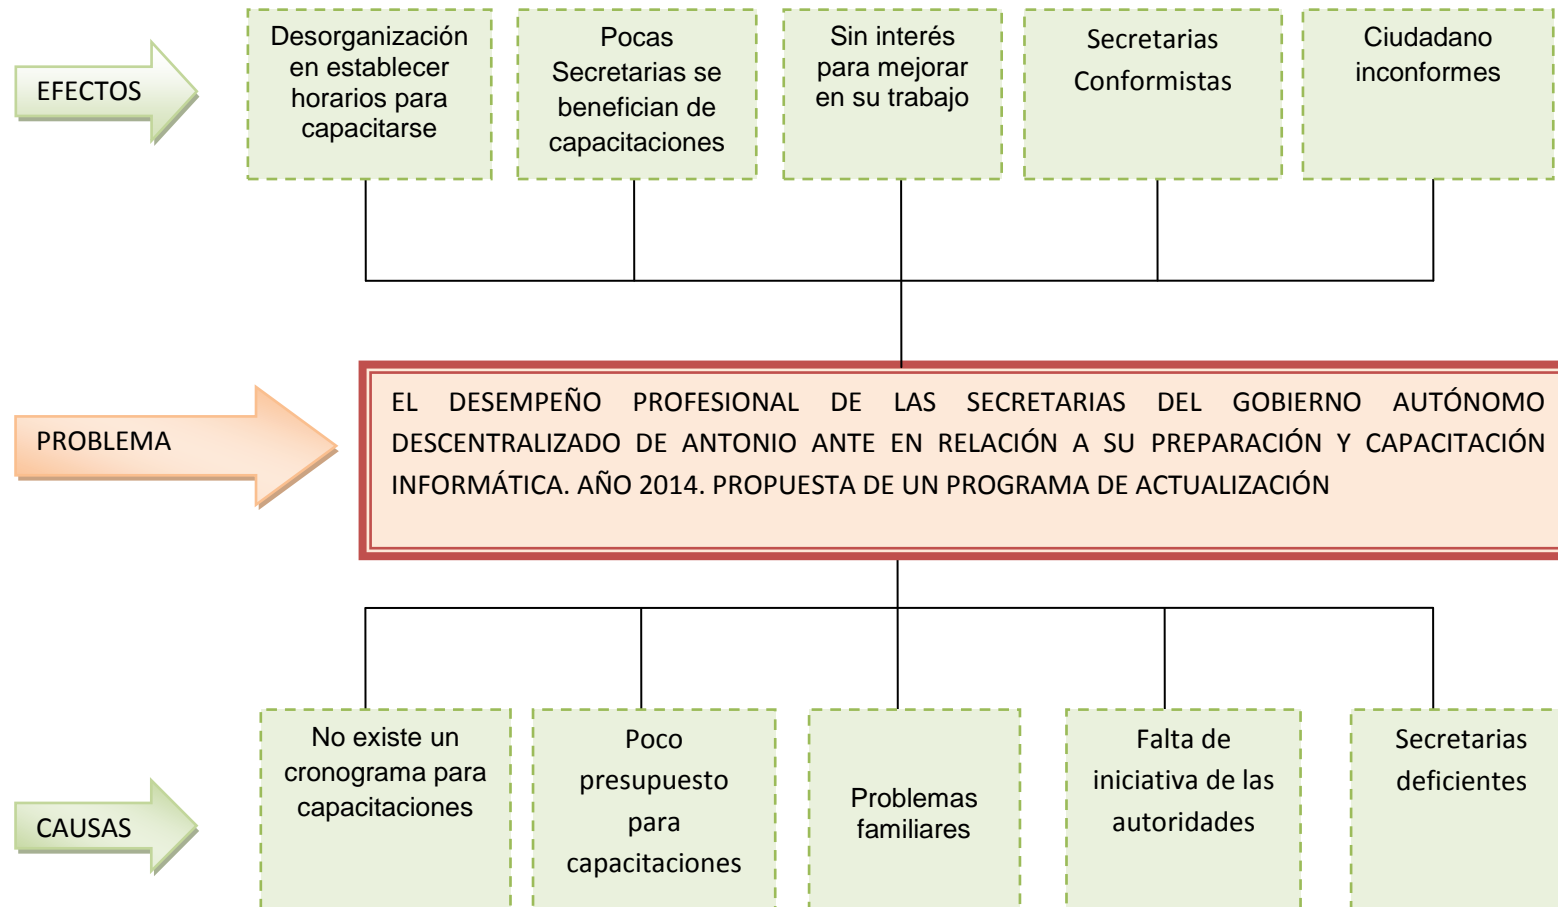 EFECTOS
Desorganización
en establecer
horarios para
capacitarse
Pocas
Secretarias se
benefician de
capacitaciones
Sin interés
para mejorar
en su trabajo
Secretarias
Conformistas
Ciudadano
inconformes
PROBLEMA
EL DESEMPEÑO PROFESIONAL DE LAS SECRETARIAS DEL GOBIERNO AUTÓNOMO
DESCENTRALIZADO DE ANTONIO ANTE EN RELACIÓN A SU PREPARACIÓN Y CAPACITACIÓN
INFORMÁTICA. AÑO 2014. PROPUESTA DE UN PROGRAMA DE ACTUALIZACIÓN
CAUSAS
No existe un
cronograma para
capacitaciones
Poco
presupuesto
para
capacitaciones
Problemas
familiares
Falta de
iniciativa de las
autoridades
Secretarias
deficientes